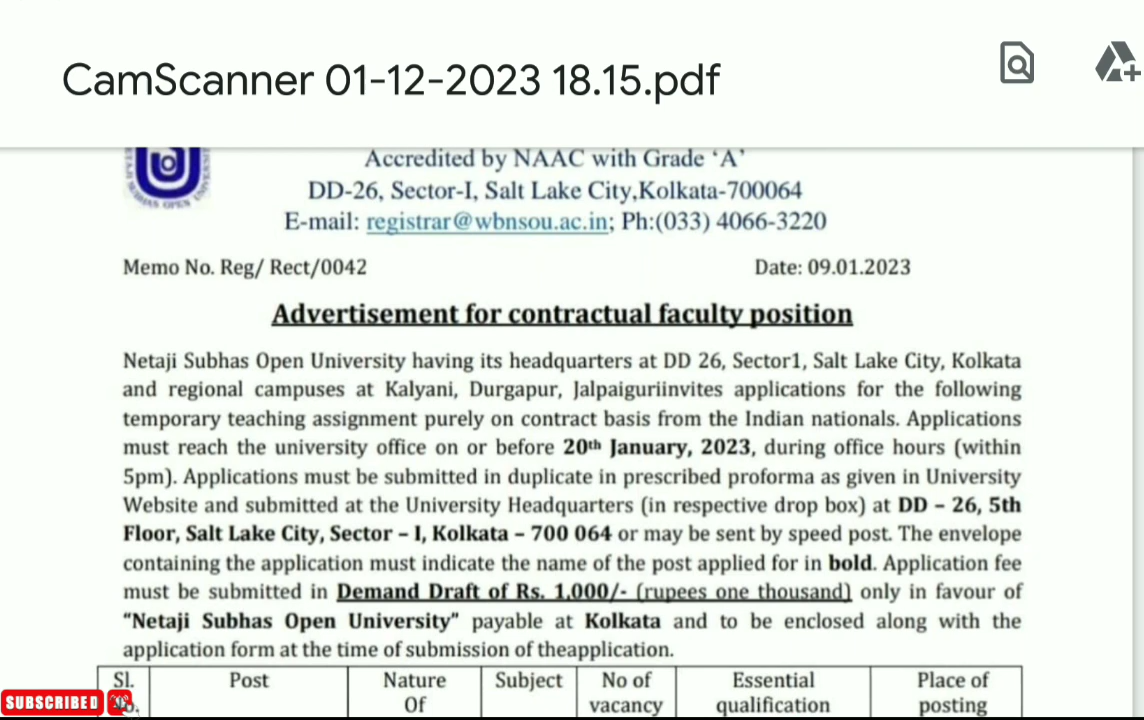 CamScanner 01-12-2023 18.15.pdf
Accredited by NAAC with Grade 'A'
DD-26, Sector-I, Salt Lake City,Kolkata-700064
E-mail: registrar@wbnsou.ac.in; Ph:(033) 4066-3220
Memo No. Reg/ Rect/0042 Date: 09.01.2023
Advertisement for contractual faculty position
Netaji Subhas Open University having its headquarters at DD 26, Sector1, Salt Lake City, Kolkata
and regional campuses at Kalyani, Durgapur, Jalpaiguriinvites applications for the following
temporary teaching assignment purely on contract basis from the Indian nationals. Applications
must reach the university office on or before 20th January, 2023, during office hours (within
5pm). Applications must be submitted in duplicate in prescribed proforma as given in University
Website and submitted at the University Headquarters (in respective drop box) at DD – 26, 5th
Floor, Salt Lake City, Sector – I, Kolkata – 700 064 or may be sent by speed post. The envelope
containing the application must indicate the name of the post applied for in bold. Application fee
must be submitted in Demand Draft of Rs. 1,000/- (rupees one thousand) only in favour of
"Netaji Subhas Open University" payable at Kolkata and to be enclosed along with the
application form at the time of submission of theapplication.
Sl. Post Nature Subject No of Essential Place of
Of vacancy qualification posting
SUBSCRIBED